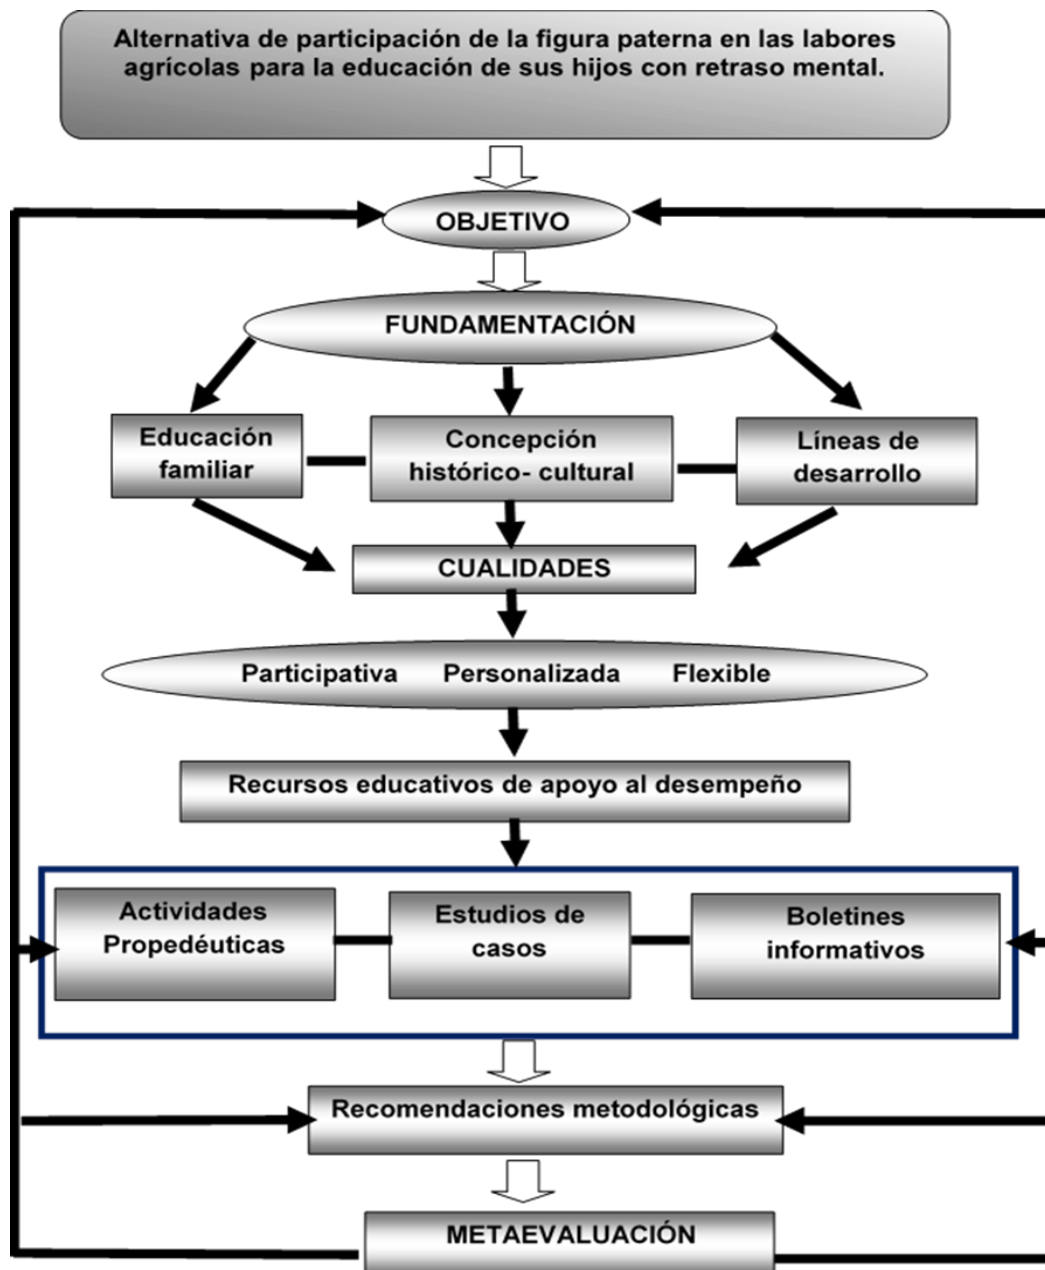 Alternativa de participación de la figura paterna en las labores
agrícolas para la educación de sus hijos con retraso mental.
OBJETIVO
FUNDAMENTACIÓN
Educación
familiar
Concepción
histórico- cultural
Líneas de
desarrollo
CUALIDADES
Participativa Personalizada Flexible
Recursos educativos de apoyo al desempeño
Actividades
Propedéuticas
Estudios de
casos
Boletines
informativos
Recomendaciones metodológicas
METAEVALUACIÓN